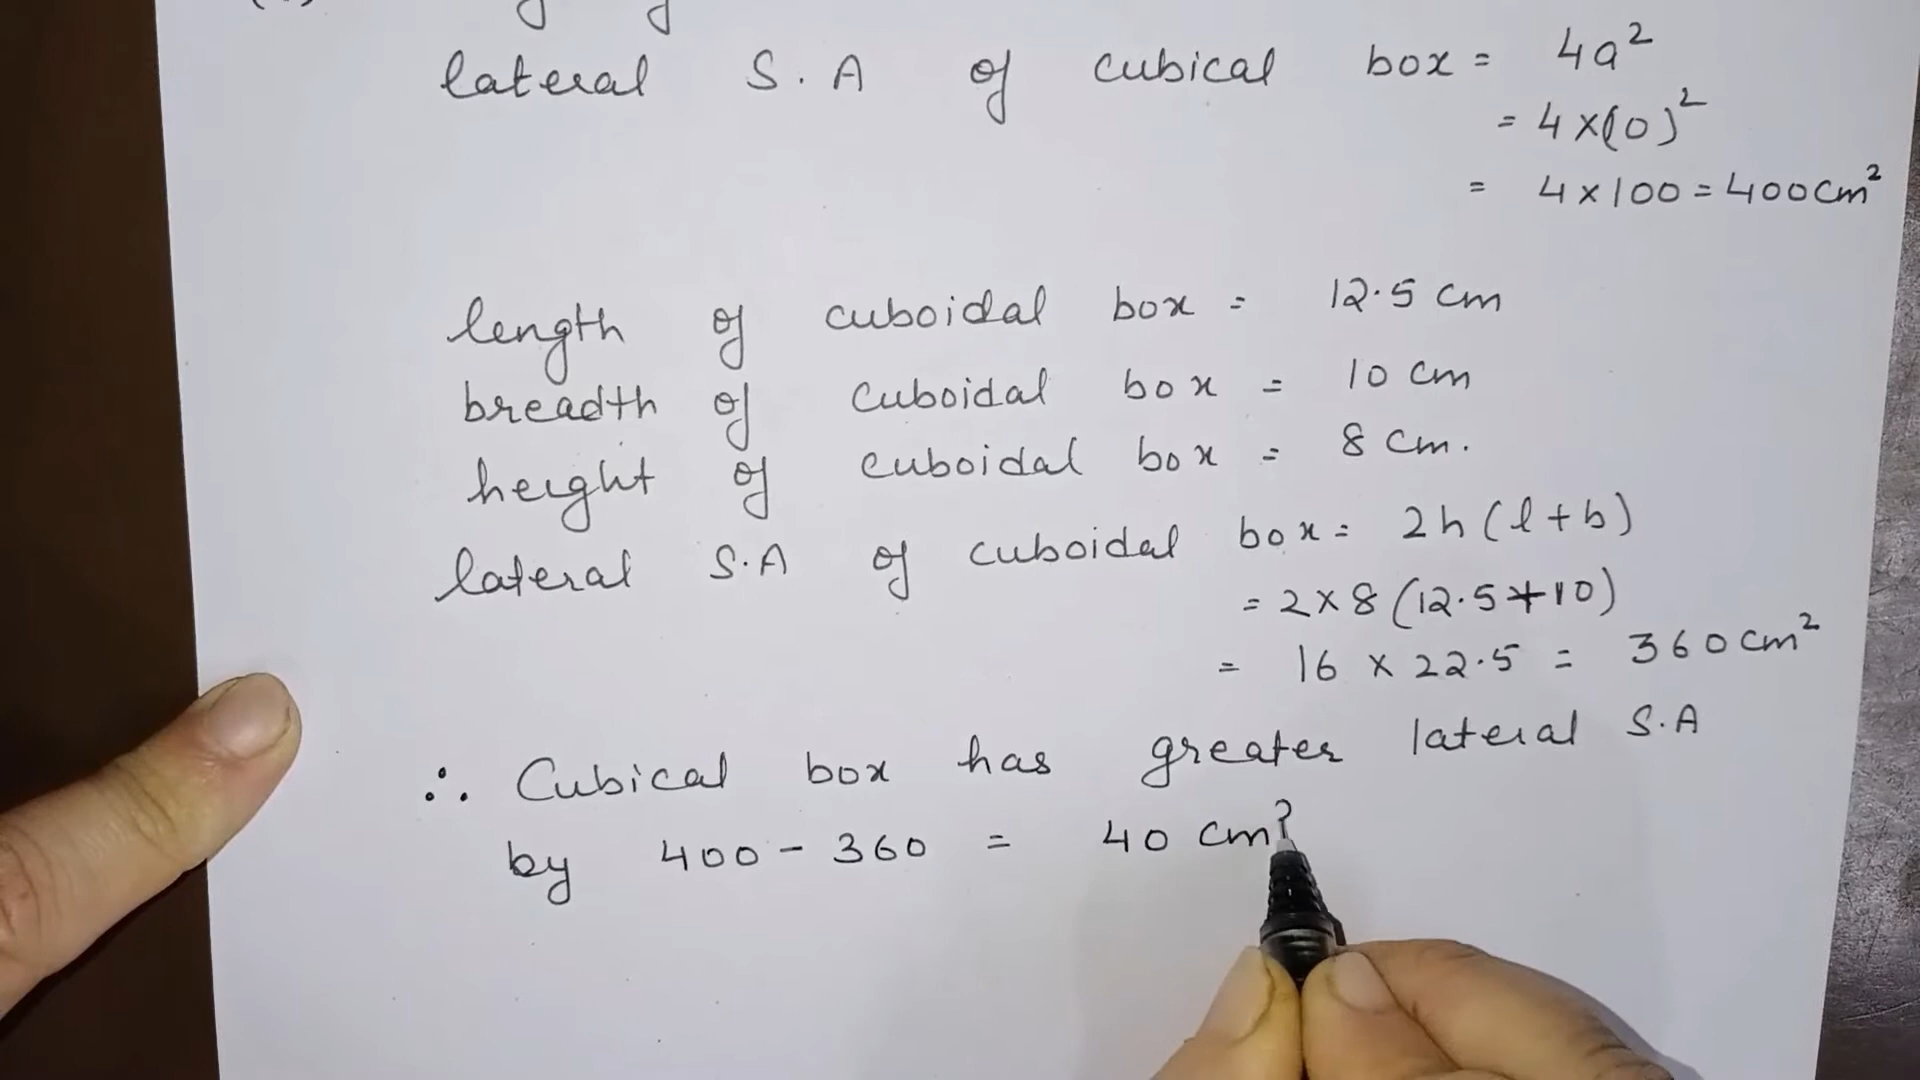 lateral S.A of cubical box = 4a²
= 4×(10)²
= 4×100 = 400cm²
length of cuboidal box = 12.5 cm
breadth of cuboidal box = 10 cm
height of cuboidal box = 8 cm.
lateral S.A of cuboidal box = 2h(l+b)
= 2×8(12.5+10)
= 16 × 22.5 = 360cm²
∴ Cubical box has greater lateral S.A
by 400 - 360 = 40 cm²